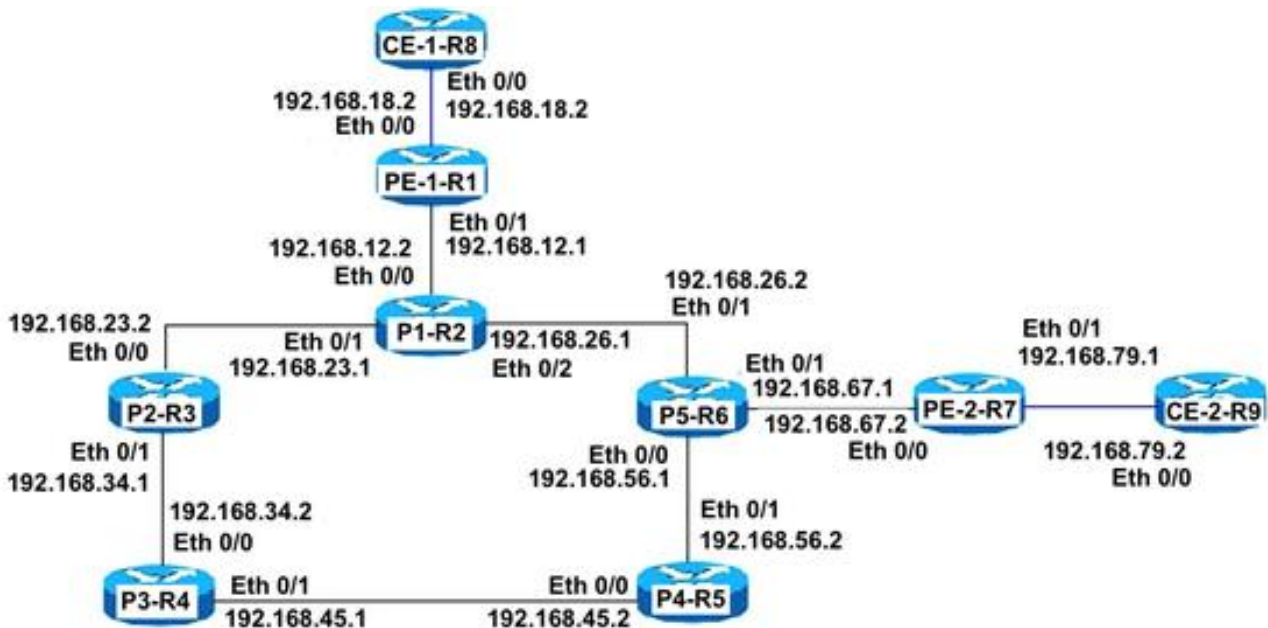 CE-1-R8
Eth 0/0
192.168.18.2
192.168.18.2
Eth 0/0
PE-1-R1
Eth 0/1
192.168.12.2
192.168.12.1
Eth 0/0
192.168.26.2
Eth 0/1
192.168.23.2
Eth 0/0
Eth 0/1
192.168.23.1
P1-R2
192.168.26.1
Eth 0/2
Eth 0/1
192.168.79.1
Eth 0/1
192.168.67.1
P2-R3
P5-R6
PE-2-R7
CE-2-R9
192.168.67.2
Eth 0/0
192.168.79.2
Eth 0/0
Eth 0/1
192.168.34.1
Eth 0/0
192.168.56.1
192.168.34.2
Eth 0/0
Eth 0/1
192.168.56.2
P3-R4
Eth 0/1
192.168.45.1
Eth 0/0
192.168.45.2
P4-R5